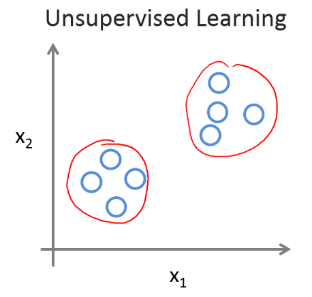 Unsupervised Learning
x₂
x₁